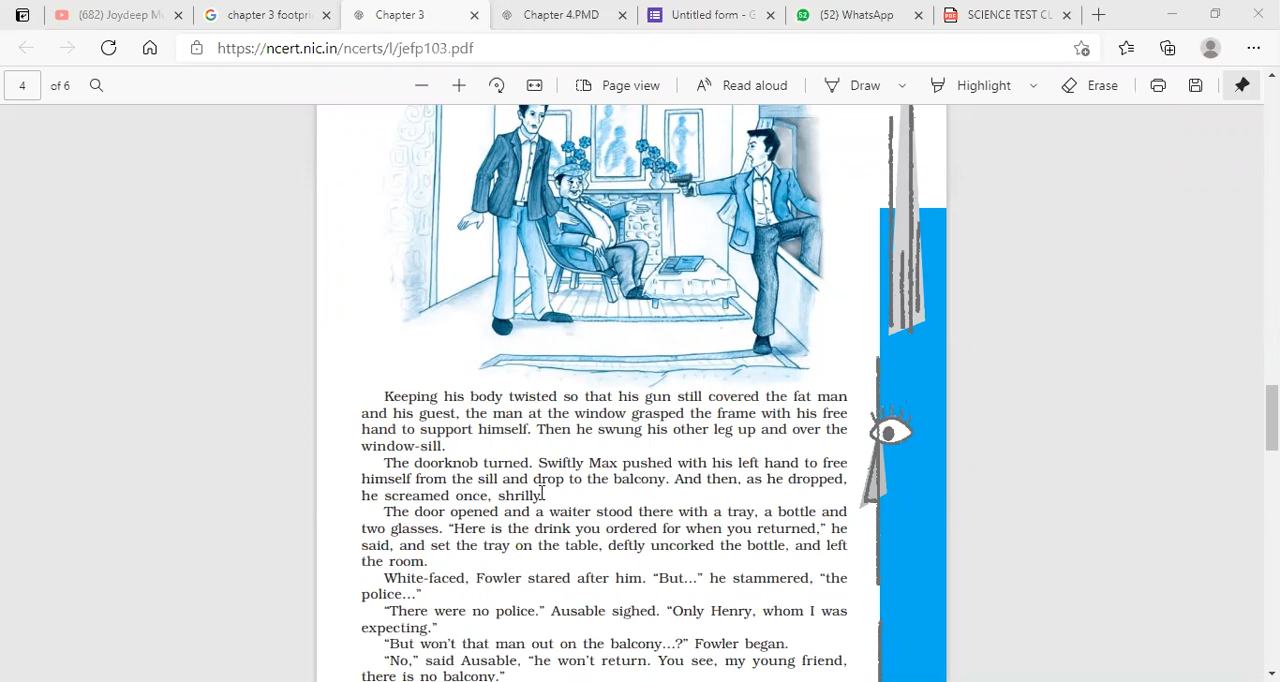 (682) Joydeep M
chapter 3 footpri
Chapter 3
Chapter 4.PMD
Untitled form - G
(52) WhatsApp
SCIENCE TEST CL
https://ncert.nic.in/ncerts/l/jefp103.pdf
4 of 6
Page view
Read aloud
Draw
Highlight
Erase
Keeping his body twisted so that his gun still covered the fat man
and his guest, the man at the window grasped the frame with his free
hand to support himself. Then he swung his other leg up and over the
window-sill.
The doorknob turned. Swiftly Max pushed with his left hand to free
himself from the sill and drop to the balcony. And then, as he dropped,
he screamed once, shrilly.
The door opened and a waiter stood there with a tray, a bottle and
two glasses. “Here is the drink you ordered for when you returned,” he
said, and set the tray on the table, deftly uncorked the bottle, and left
the room.
White-faced, Fowler stared after him. “But...” he stammered, “the
police...”
“There were no police.” Ausable sighed. “Only Henry, whom I was
expecting.”
“But won’t that man out on the balcony...?” Fowler began.
“No,” said Ausable, “he won’t return. You see, my young friend,
there is no balcony.”